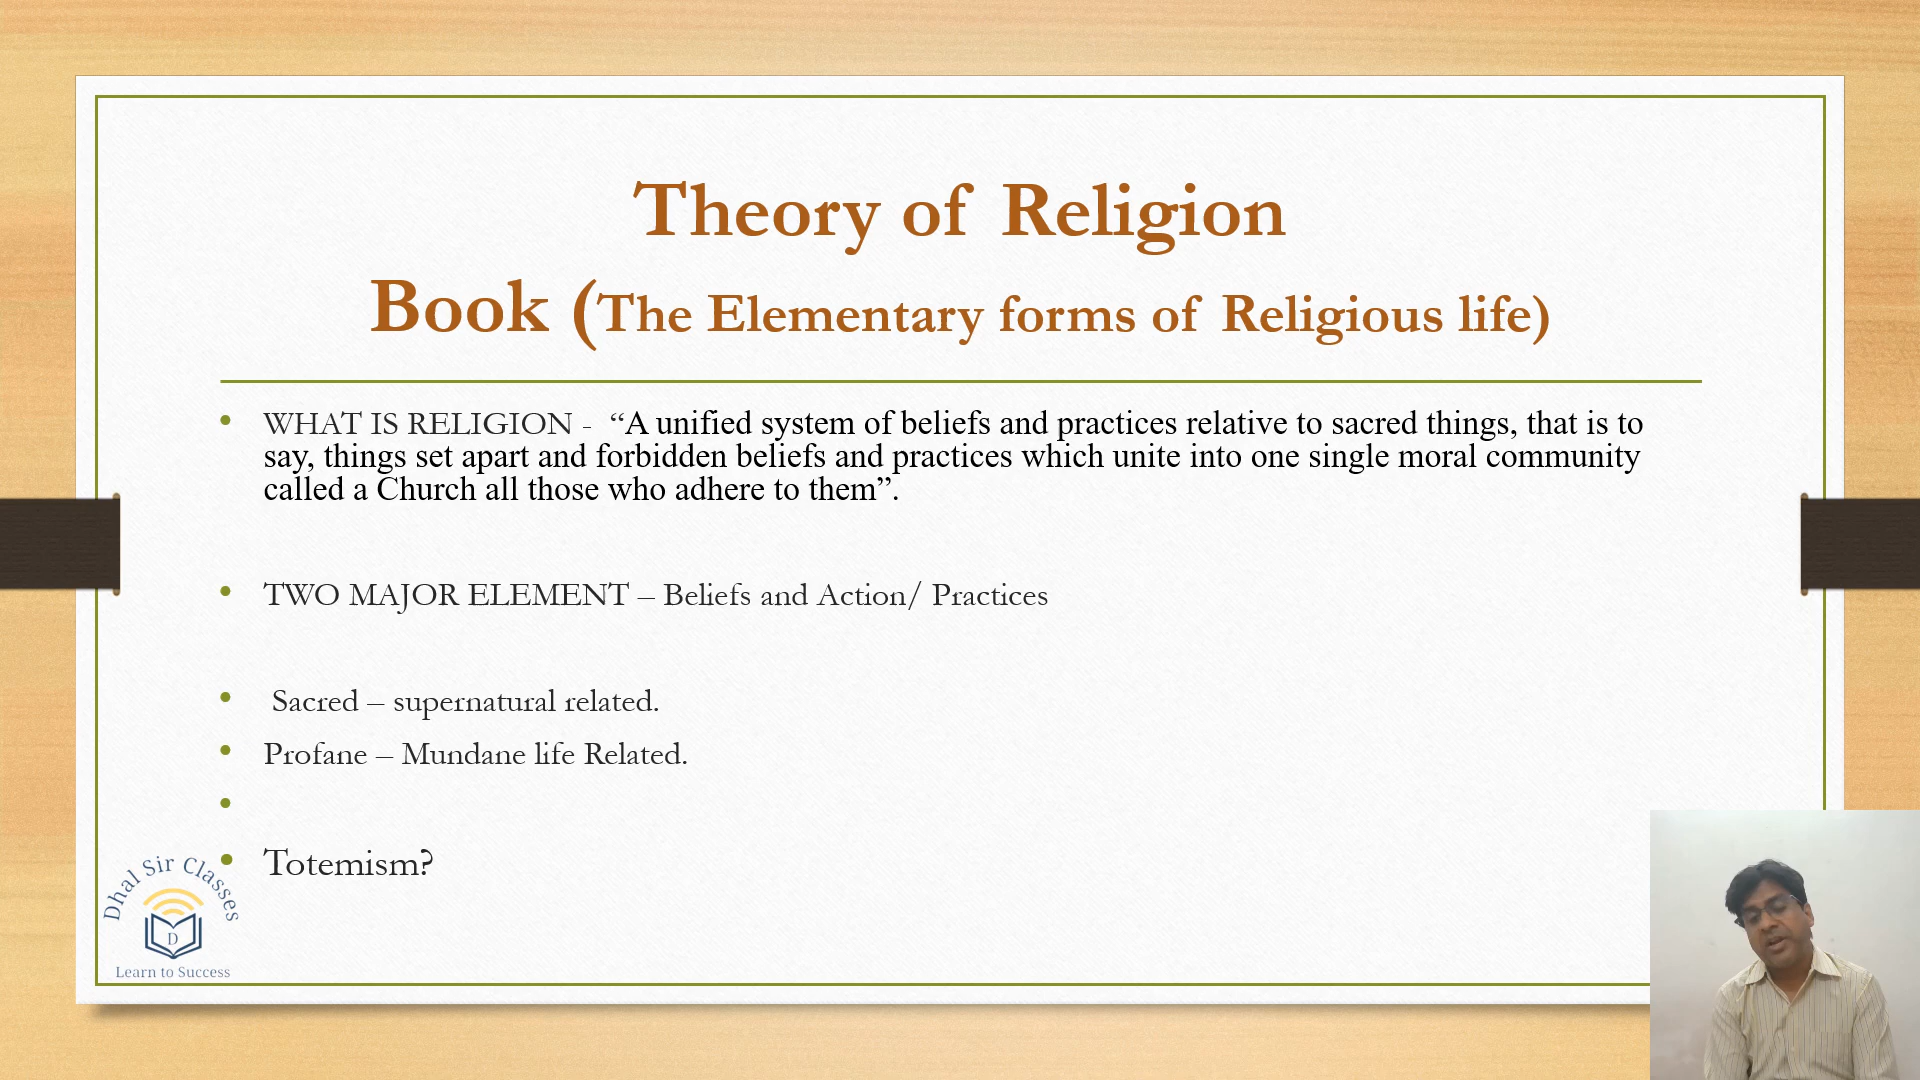 Theory of Religion
Book (The Elementary forms of Religious life)
• WHAT IS RELIGION - “A unified system of beliefs and practices relative to sacred things, that is to
say, things set apart and forbidden beliefs and practices which unite into one single moral community
called a Church all those who adhere to them”.
• TWO MAJOR ELEMENT – Beliefs and Action/ Practices
• Sacred – supernatural related.
• Profane – Mundane life Related.
•
• Totemism?
Dhal Sir Classes
D
Learn to Success